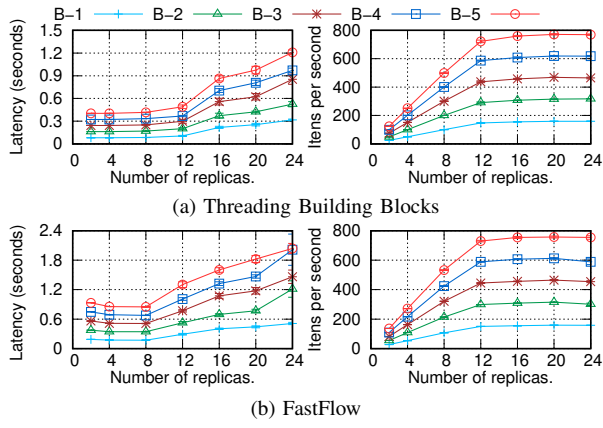 B-1 B-2 B-3 B-4 B-5
Latency (seconds)
1.5
1.2
0.9
0.6
0.3
0
0 4 8 12 16 20 24
Number of replicas.
Itens per second
800
600
400
200
0
0 4 8 12 16 20 24
Number of replicas.
(a) Threading Building Blocks
Latency (seconds)
2.4
1.8
1.2
0.6
0
0 4 8 12 16 20 24
Number of replicas.
Itens per second
800
600
400
200
0
0 4 8 12 16 20 24
Number of replicas.
(b) FastFlow